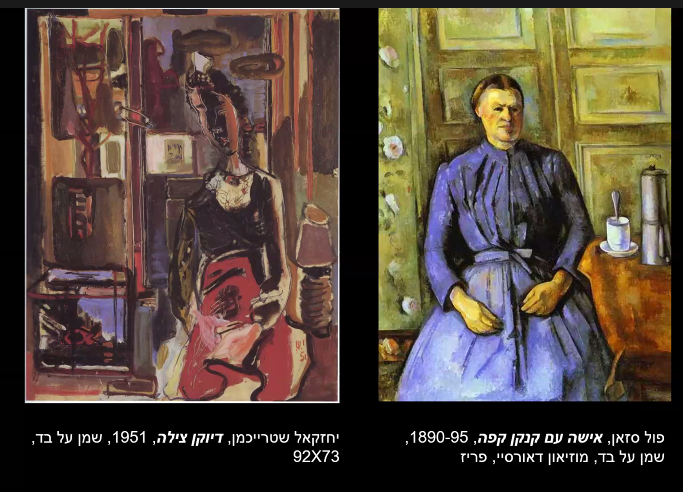 פול סזאן, אישה עם קנקן קפה, 1890-95,
שמן על בד, מוזיאון דאורסיי, פריז
יחזקאל שטרייכמן, דיוקן צילה, 1951, שמן על בד,
92X73